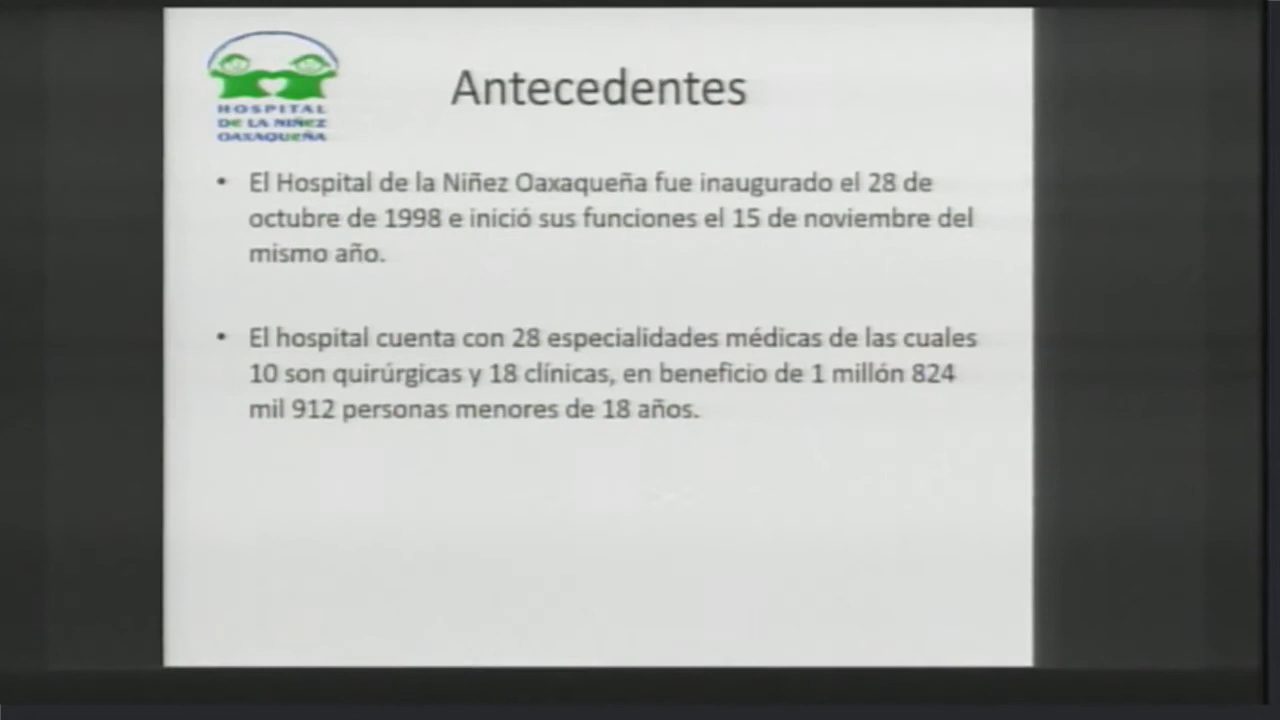 HOSPITAL
DE LA NIÑEZ
OAXAQUEÑA
Antecedentes
• El Hospital de la Niñez Oaxaqueña fue inaugurado el 28 de
octubre de 1998 e inició sus funciones el 15 de noviembre del
mismo año.
• El hospital cuenta con 28 especialidades médicas de las cuales
10 son quirúrgicas y 18 clínicas, en beneficio de 1 millón 824
mil 912 personas menores de 18 años.